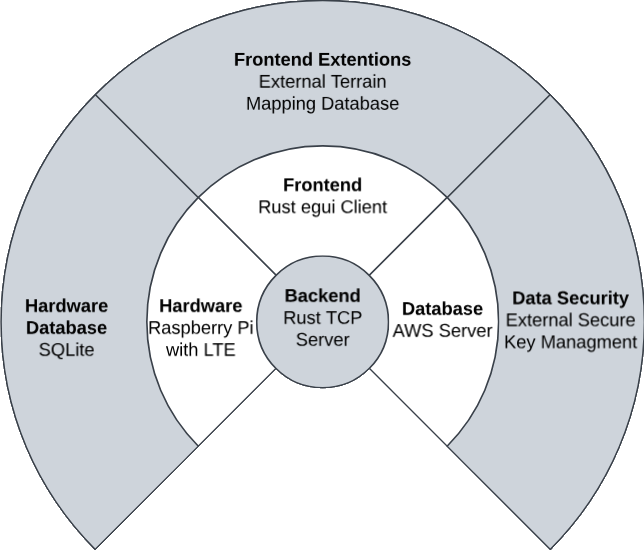 Frontend Extentions
External Terrain
Mapping Database
Frontend
Rust egui Client
Hardware
Database
SQLite
Hardware
Raspberry Pi
with LTE
Backend
Rust TCP
Server
Database
AWS Server
Data Security
External Secure
Key Managment